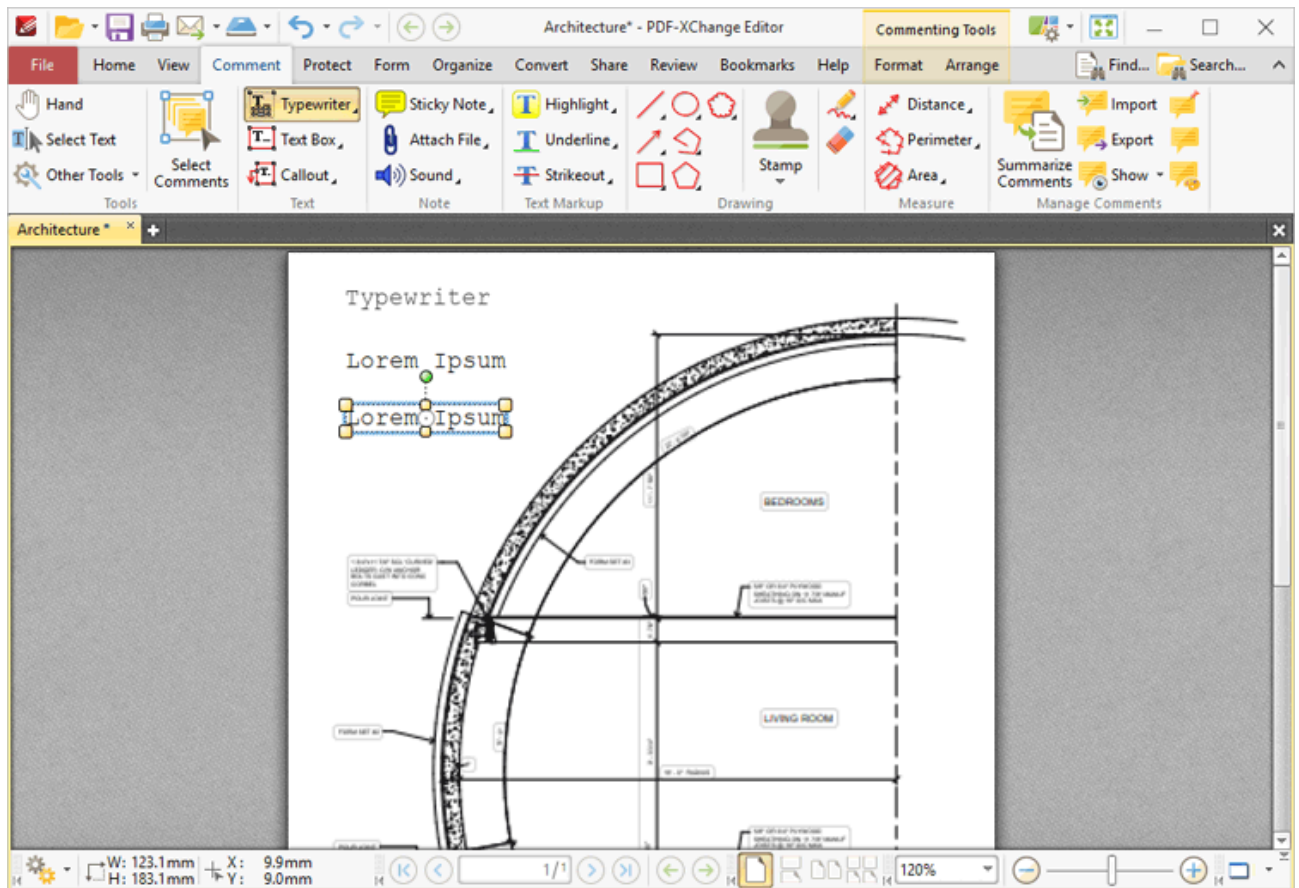 Architecture* - PDF-XChange Editor
Commenting Tools
File Home View Comment Protect Form Organize Convert Share Review Bookmarks Help Format Arrange Find... Search...
Hand
Select Text
Other Tools
Tools
Select Comments
Typewriter
Text Box
Callout
Text
Sticky Note
Attach File
Sound
Note
Highlight
Underline
Strikeout
Text Markup
Stamp
Drawing
Distance
Perimeter
Area
Measure
Summarize Comments
Import
Export
Show
Manage Comments
Architecture *
Typewriter
Lorem Ipsum
Lorem Ipsum
BEDROOMS
POUR JOINT
LIVING ROOM
W: 123.1mm
H: 183.1mm
X: 9.9mm
Y: 9.0mm
1/1
120%